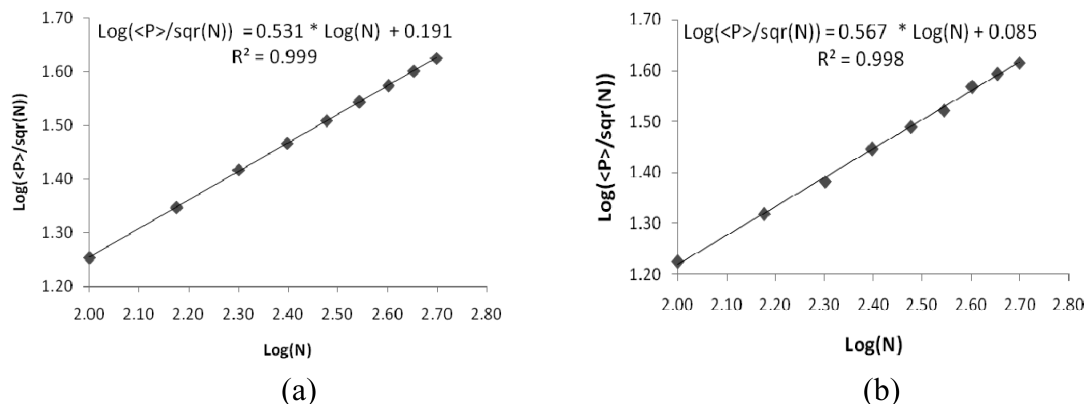 1.70
Log(<P>/sqr(N)) = 0.531 * Log(N) + 0.191
R² = 0.999
1.60
1.50
1.40
1.30
1.20
2.00 2.10 2.20 2.30 2.40 2.50 2.60 2.70 2.80
Log(<P>/sqr(N))
Log(N)
(a)
1.70
Log(<P>/sqr(N)) = 0.567 * Log(N) + 0.085
R² = 0.998
1.60
1.50
1.40
1.30
1.20
2.00 2.10 2.20 2.30 2.40 2.50 2.60 2.70 2.80
Log(<P>/sqr(N))
Log(N)
(b)